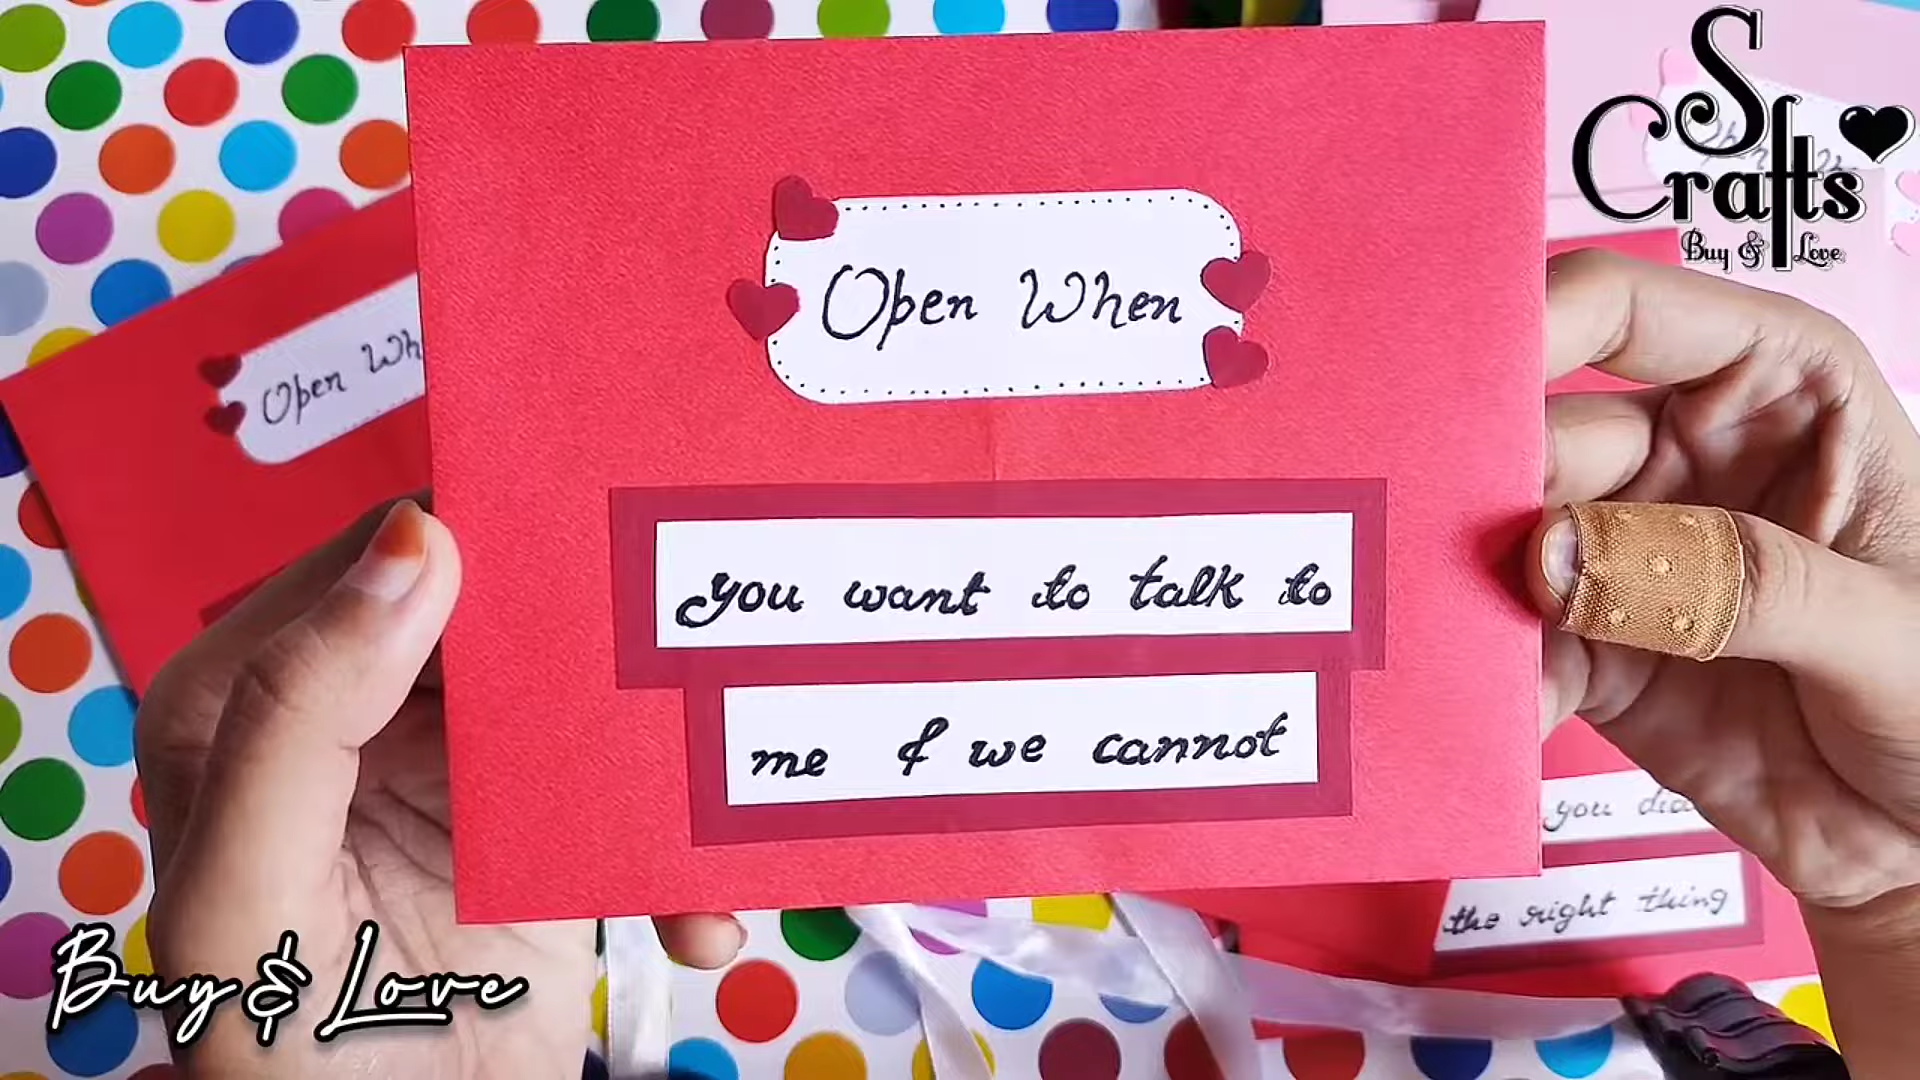 S
Crafts
Buy & Love
Open When
Open Wh
you want to talk to
me & we cannot
you
the right thing
Buy & Love